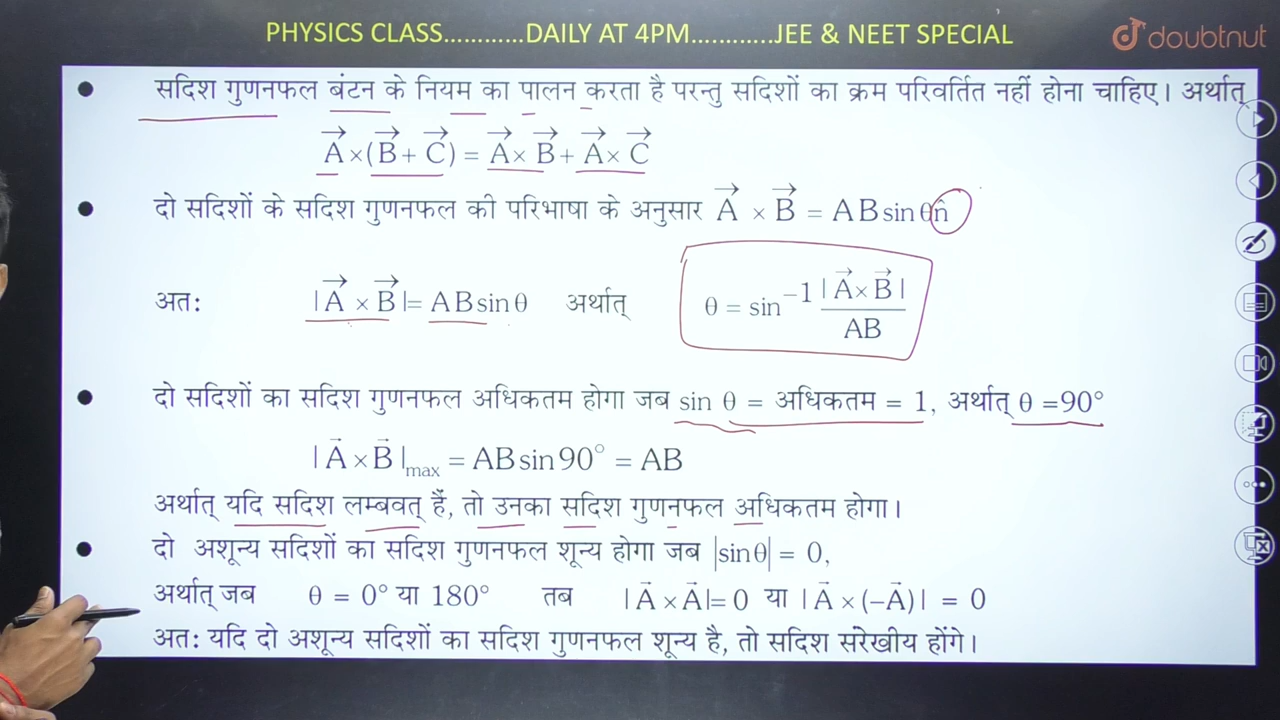 PHYSICS CLASS............DAILY AT 4PM............JEE & NEET SPECIAL
doubtnut
• सदिश गुणनफल बंटन के नियम का पालन करता है परन्तु सदिशों का क्रम परिवर्तित नहीं होना चाहिए। अर्थात्
A⃗ ×(B⃗ + C⃗) = A⃗ × B⃗ + A⃗ × C⃗
• दो सदिशों के सदिश गुणनफल की परिभाषा के अनुसार A⃗ × B⃗ = AB sin θ n̂
अत: |A⃗ × B⃗|= AB sin θ अर्थात् θ = sin⁻¹ |A⃗ × B⃗| / AB
• दो सदिशों का सदिश गुणनफल अधिकतम होगा जब sin θ = अधिकतम = 1, अर्थात् θ =90°
|A⃗ × B⃗|max = AB sin 90° = AB
अर्थात् यदि सदिश लम्बवत् हैं, तो उनका सदिश गुणनफल अधिकतम होगा।
• दो अशून्य सदिशों का सदिश गुणनफल शून्य होगा जब |sin θ| = 0,
अर्थात् जब θ = 0° या 180° तब |A⃗ × A⃗|= 0 या |A⃗ × (−A⃗)| = 0
अत: यदि दो अशून्य सदिशों का सदिश गुणनफल शून्य है, तो सदिश संरेखीय होंगे।